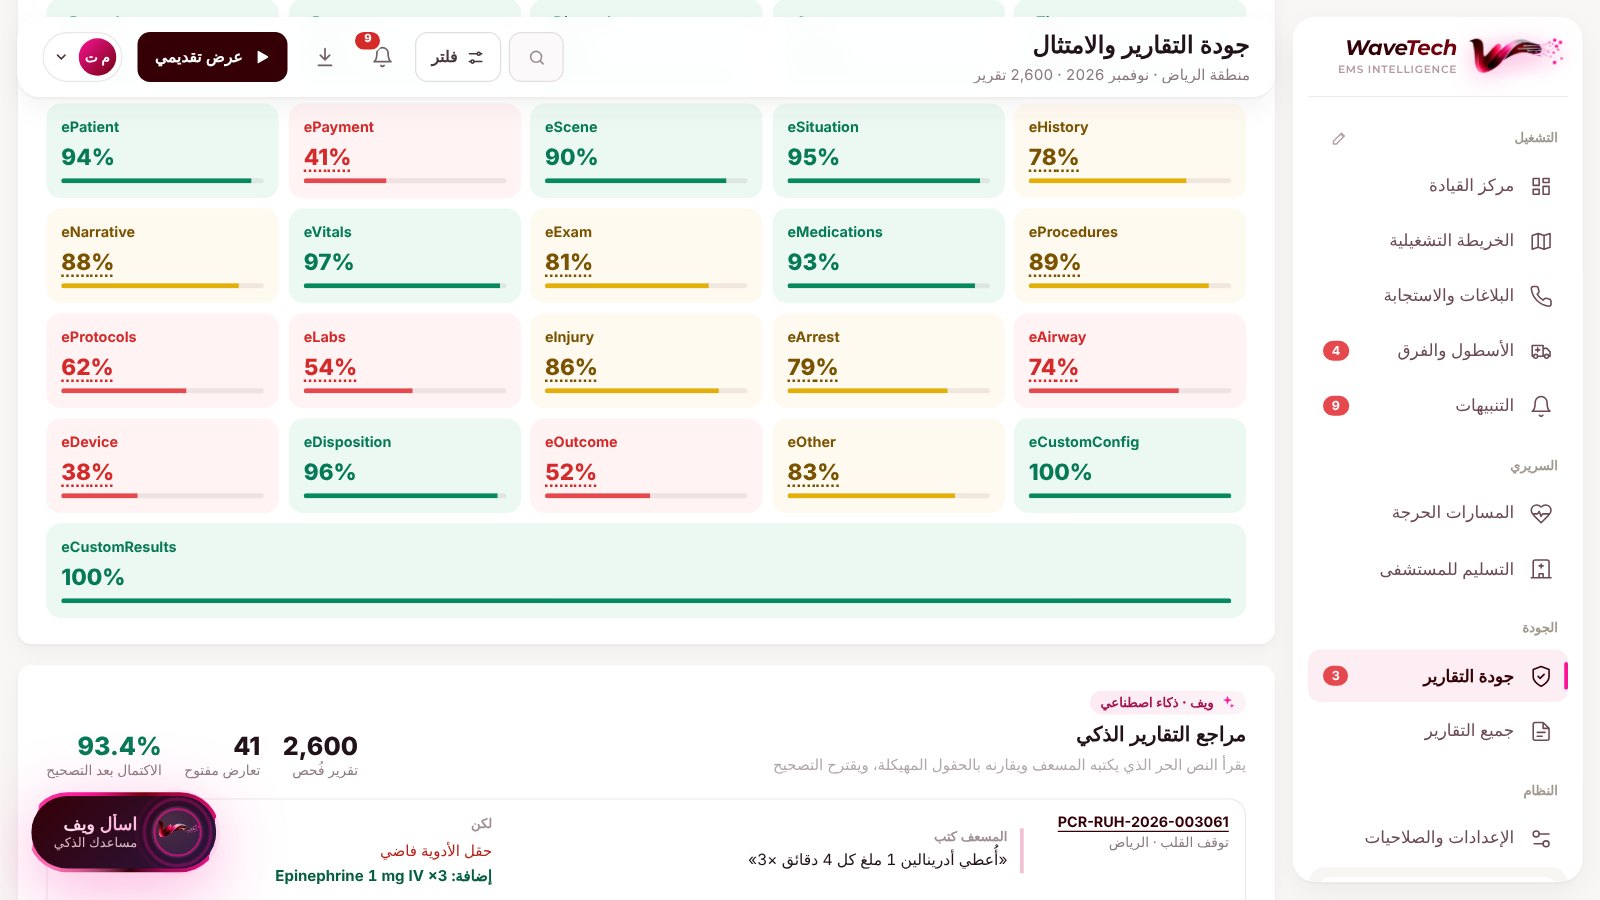 WaveTech
EMS INTELLIGENCE
التشغيل
مركز القيادة
الخريطة التشغيلية
البلاغات والاستجابة
الأسطول والفرق
4
التنبيهات
9
السريري
المسارات الحرجة
التسليم للمستشفى
الجودة
جودة التقارير
3
جميع التقارير
النظام
الإعدادات والصلاحيات
جودة التقارير والامتثال
منطقة الرياض · نوفمبر 2026 · 2,600 تقرير
فلتر
9
عرض تقديمي
م ت
ePatient
94%
ePayment
41%
eScene
90%
eSituation
95%
eHistory
78%
eNarrative
88%
eVitals
97%
eExam
81%
eMedications
93%
eProcedures
89%
eProtocols
62%
eLabs
54%
eInjury
86%
eArrest
79%
eAirway
74%
eDevice
38%
eDisposition
96%
eOutcome
52%
eOther
83%
eCustomConfig
100%
eCustomResults
100%
ويف · ذكاء اصطناعي
مراجع التقارير الذكي
يقرأ النص الحر الذي يكتبه المسعف ويقارنه بالحقول المهيكلة، ويقترح التصحيح
2,600
تقرير فُحص
41
تعارض مفتوح
93.4%
الاكتمال بعد التصحيح
PCR-RUH-2026-003061
توقف القلب · الرياض
المسعف كتب
«أعطي أدرينالين 1 ملغ كل 4 دقائق ×3»
لكن
حقل الأدوية فاضي
إضافة: Epinephrine 1 mg IV ×3
اسأل ويف
مساعدك الذكي